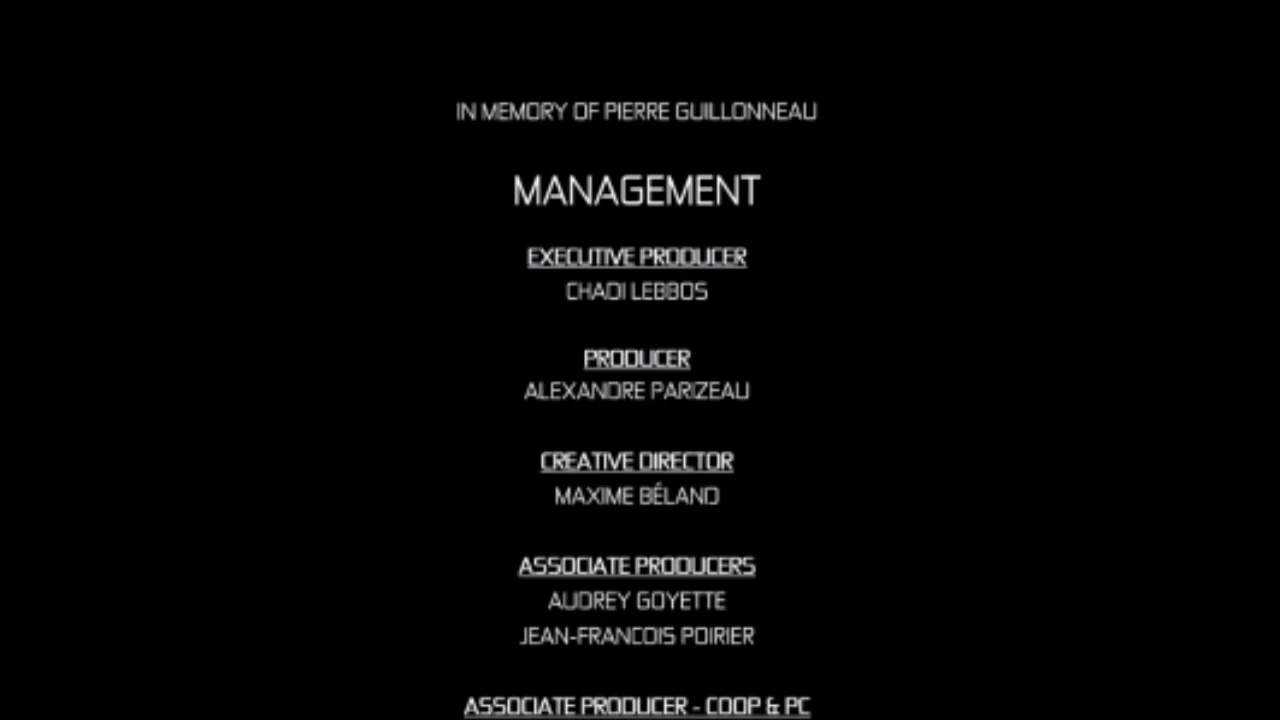 IN MEMORY OF PIERRE GUILLONNEAU
MANAGEMENT
EXECUTIVE PRODUCER
CHADI LEBBOS
PRODUCER
ALEXANDRE PARIZEAU
CREATIVE DIRECTOR
MAXIME BÉLAND
ASSOCIATE PRODUCERS
AUDREY GOYETTE
JEAN-FRANCOIS POIRIER
ASSOCIATE PRODUCER - COOP & PC